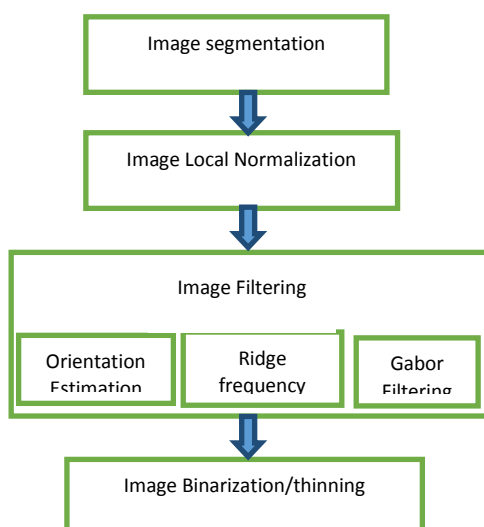 Image segmentation
Image Local Normalization
Image Filtering
Orientation
Estimation
Ridge
frequency
Gabor
Filtering
Image Binarization/thinning